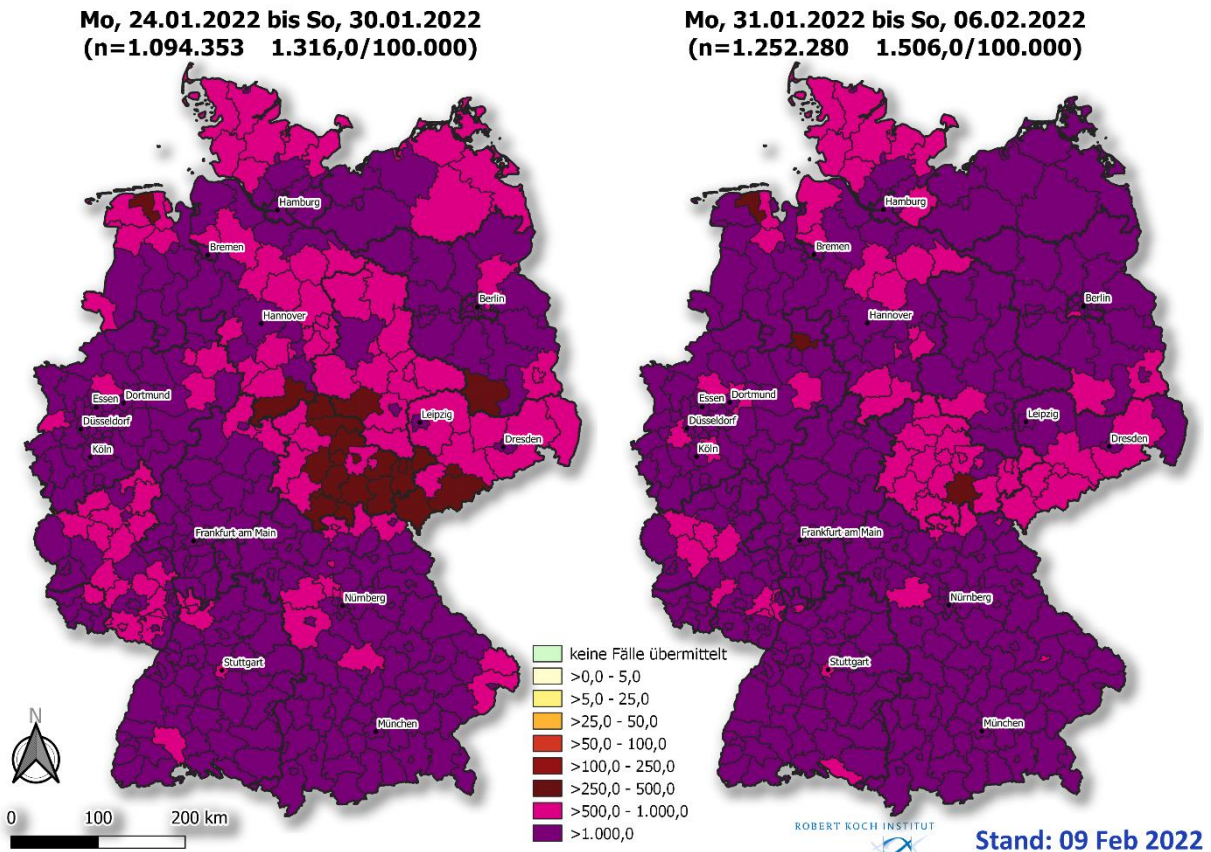 Mo, 24.01.2022 bis So, 30.01.2022
(n=1.094.353 1.316,0/100.000)
Mo, 31.01.2022 bis So, 06.02.2022
(n=1.252.280 1.506,0/100.000)
Hamburg
Bremen
Berlin
Hannover
Essen
Dortmund
Düsseldorf
Leipzig
Dresden
Köln
Frankfurt am Main
Nürnberg
Stuttgart
München
Hamburg
Bremen
Berlin
Hannover
Essen
Dortmund
Düsseldorf
Leipzig
Dresden
Köln
Frankfurt am Main
Nürnberg
Stuttgart
München
keine Fälle übermittelt
>0,0 - 5,0
>5,0 - 25,0
>25,0 - 50,0
>50,0 - 100,0
>100,0 - 250,0
>250,0 - 500,0
>500,0 - 1.000,0
>1.000,0
N
0 100 200 km
ROBERT KOCH INSTITUT
Stand: 09 Feb 2022